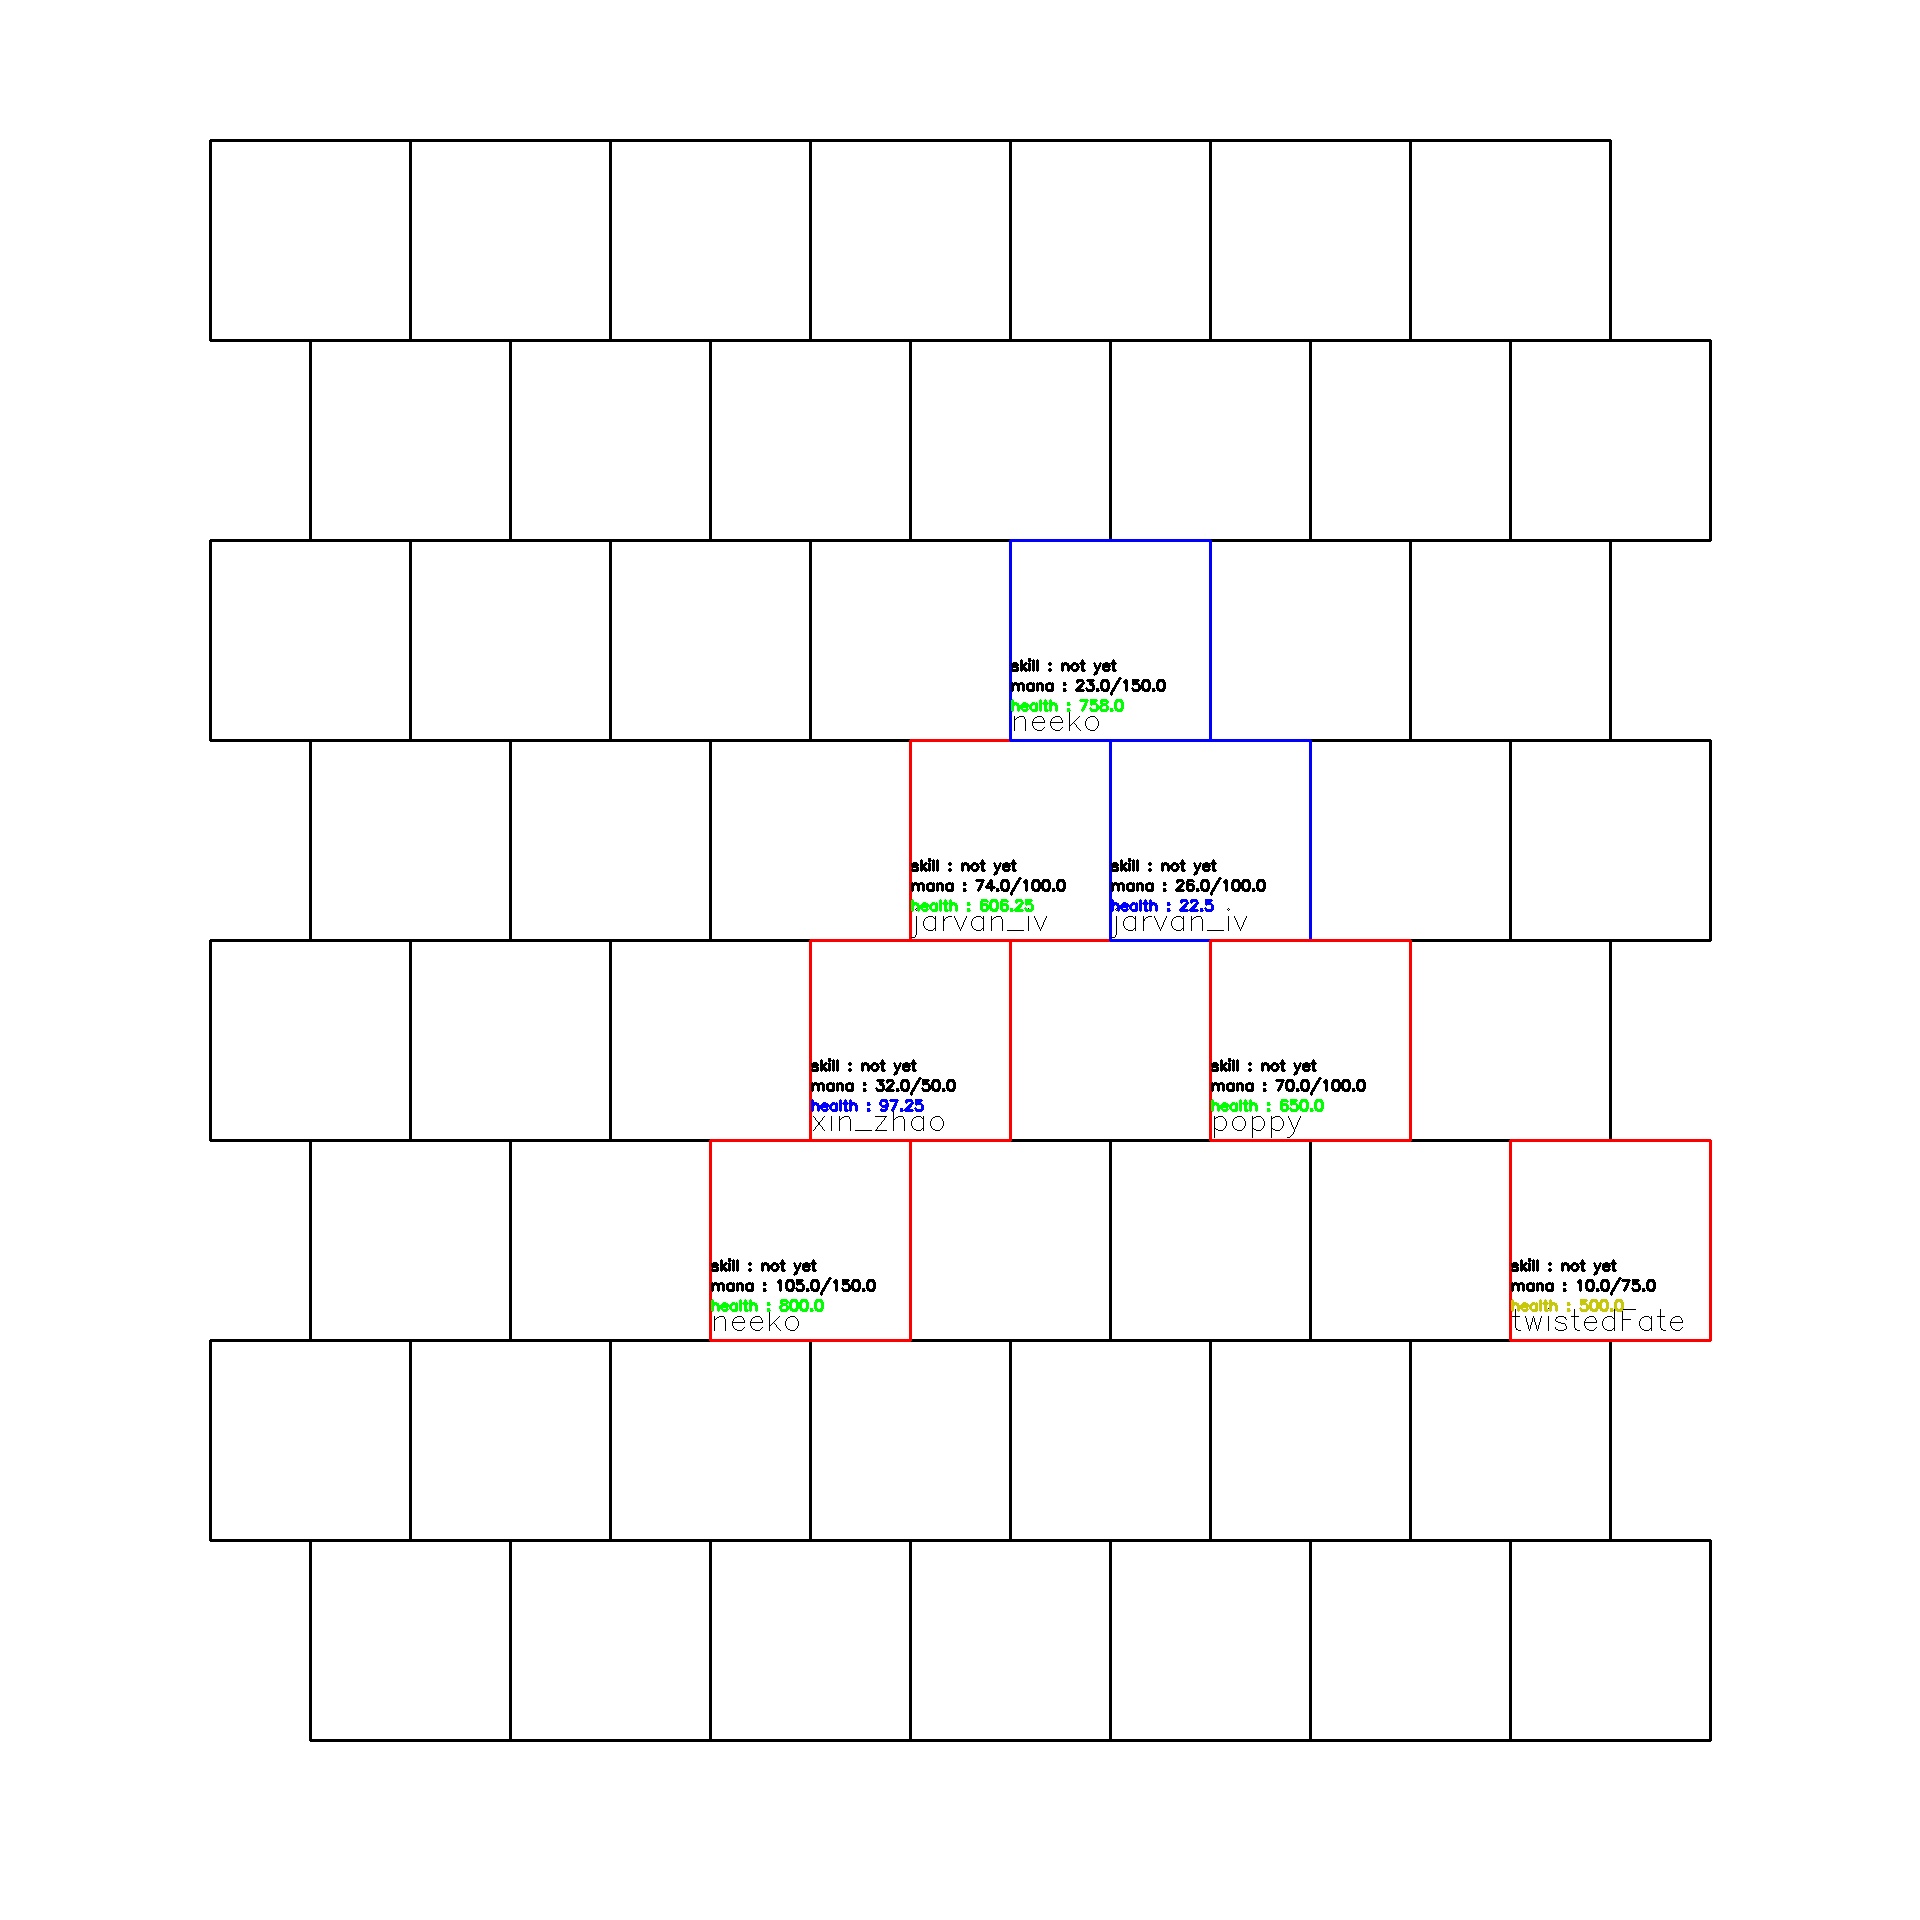 skill : not yet
mana : 23.0/150.0
health : 758.0
neeko
skill : not yet
mana : 74.0/100.0
health : 606.25
jarvan_iv
skill : not yet
mana : 26.0/100.0
health : 22.5
jarvan_iv
skill : not yet
mana : 32.0/50.0
health : 97.25
xin_zhao
skill : not yet
mana : 70.0/100.0
health : 650.0
poppy
skill : not yet
mana : 105.0/150.0
health : 800.0
neeko
skill : not yet
mana : 10.0/75.0
health : 500.0
twistedFate